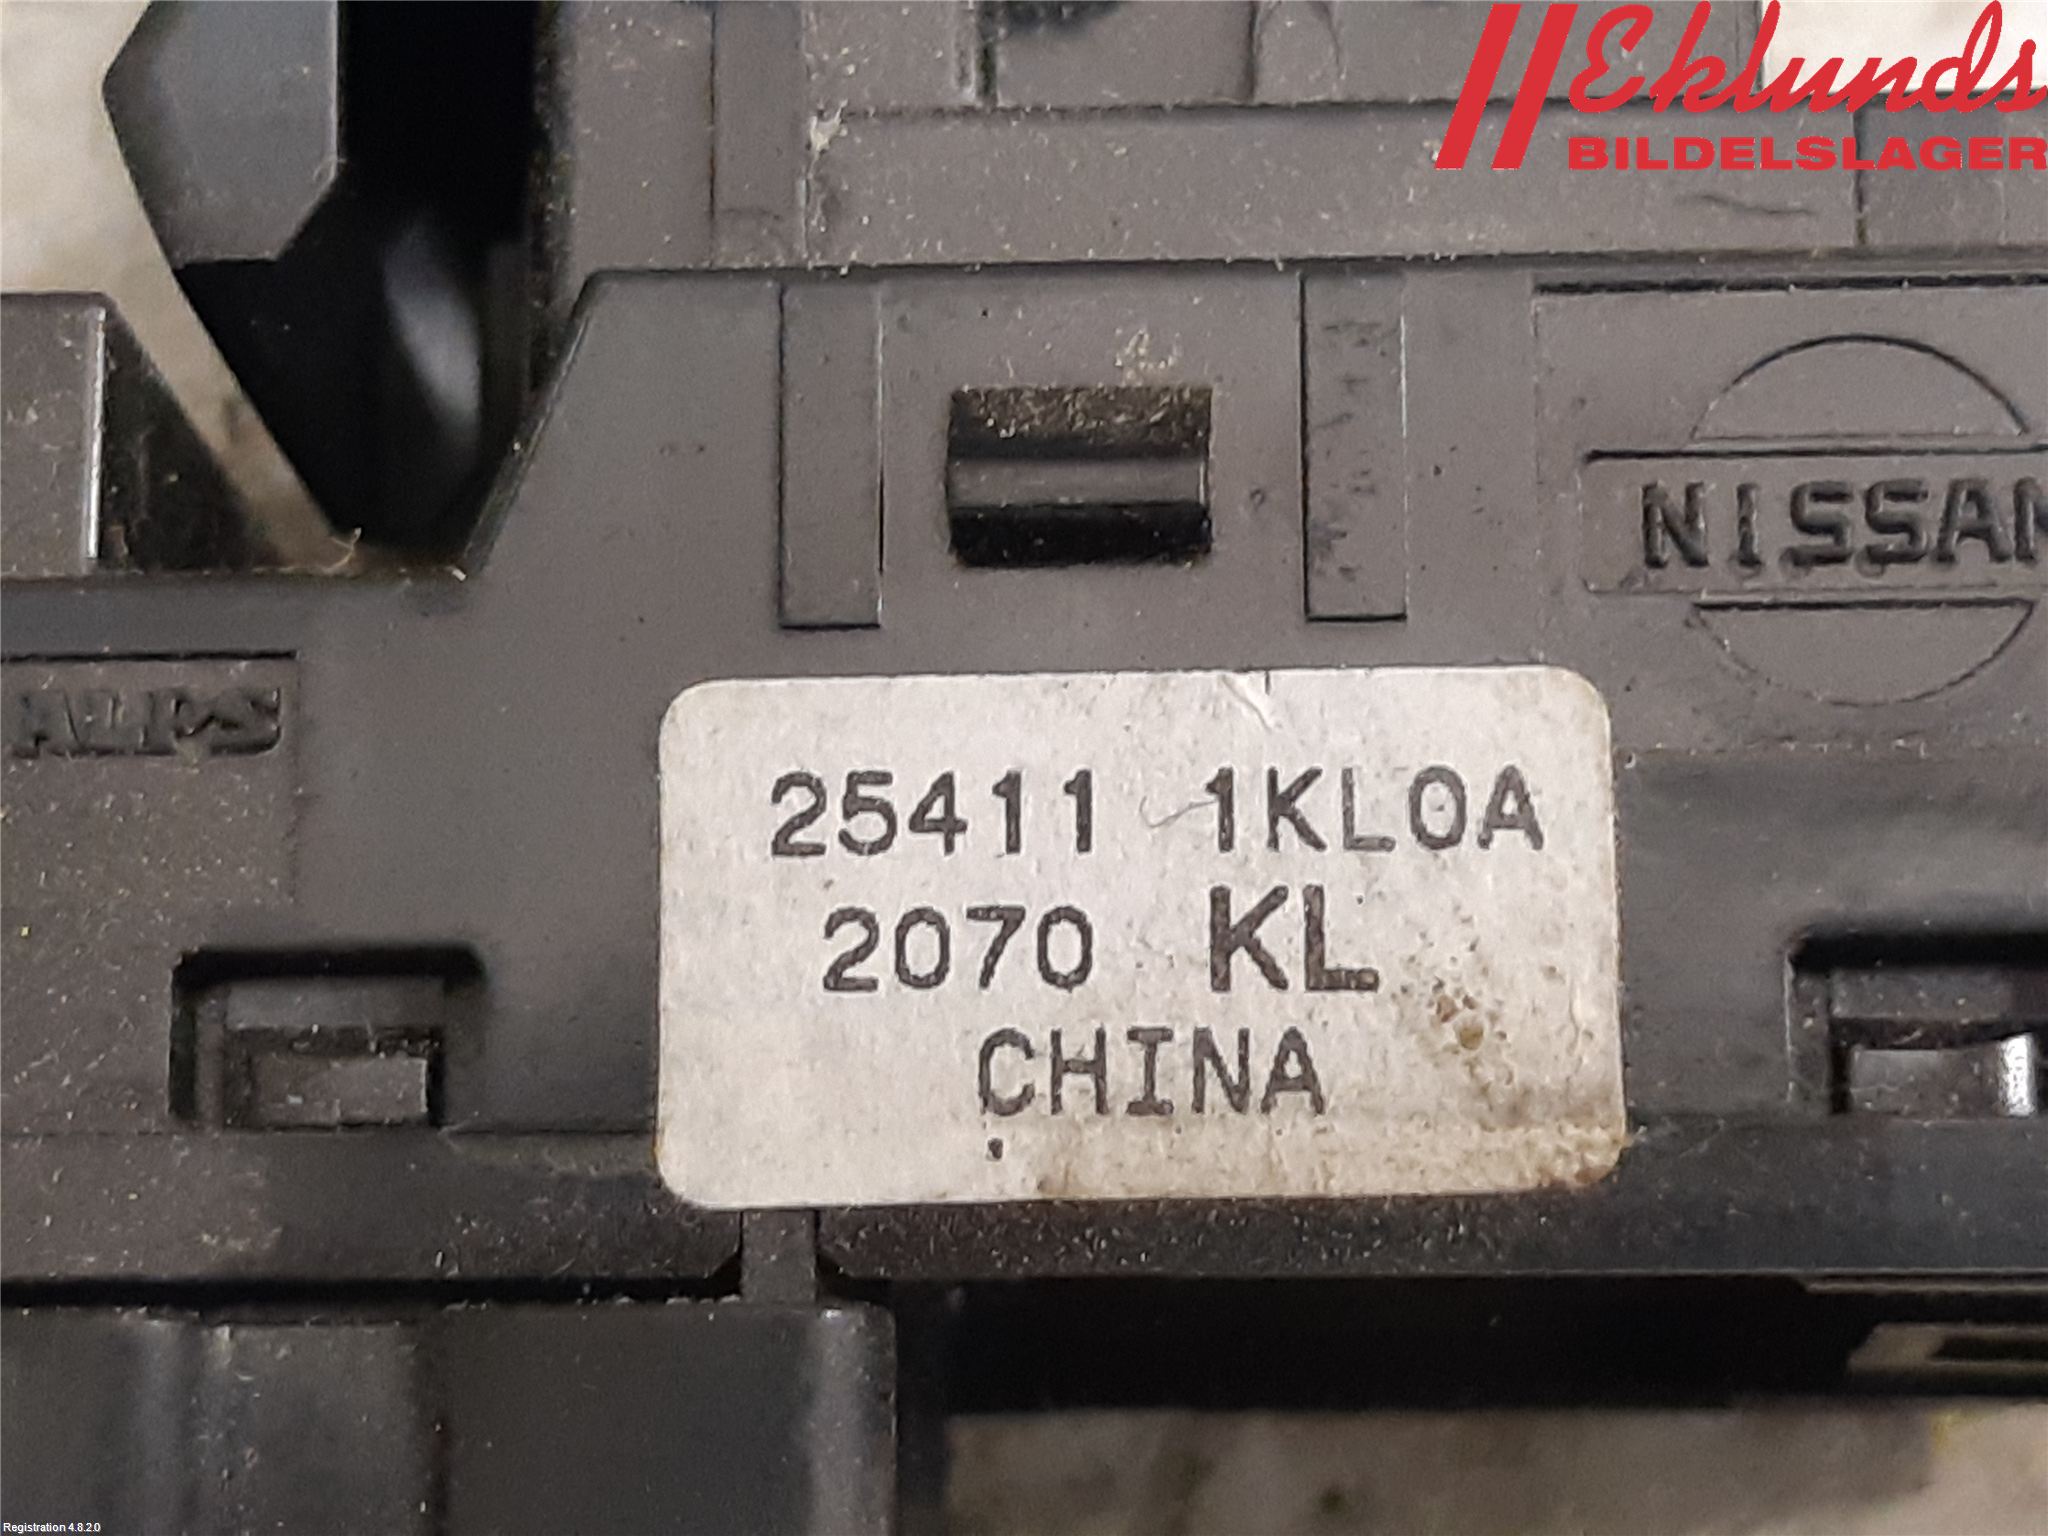 Eklunds
BILDELSLAGER
NISSAN
ALPS
25411 1KL0A
2070 KL
CHINA
Registration 4.8.2.0